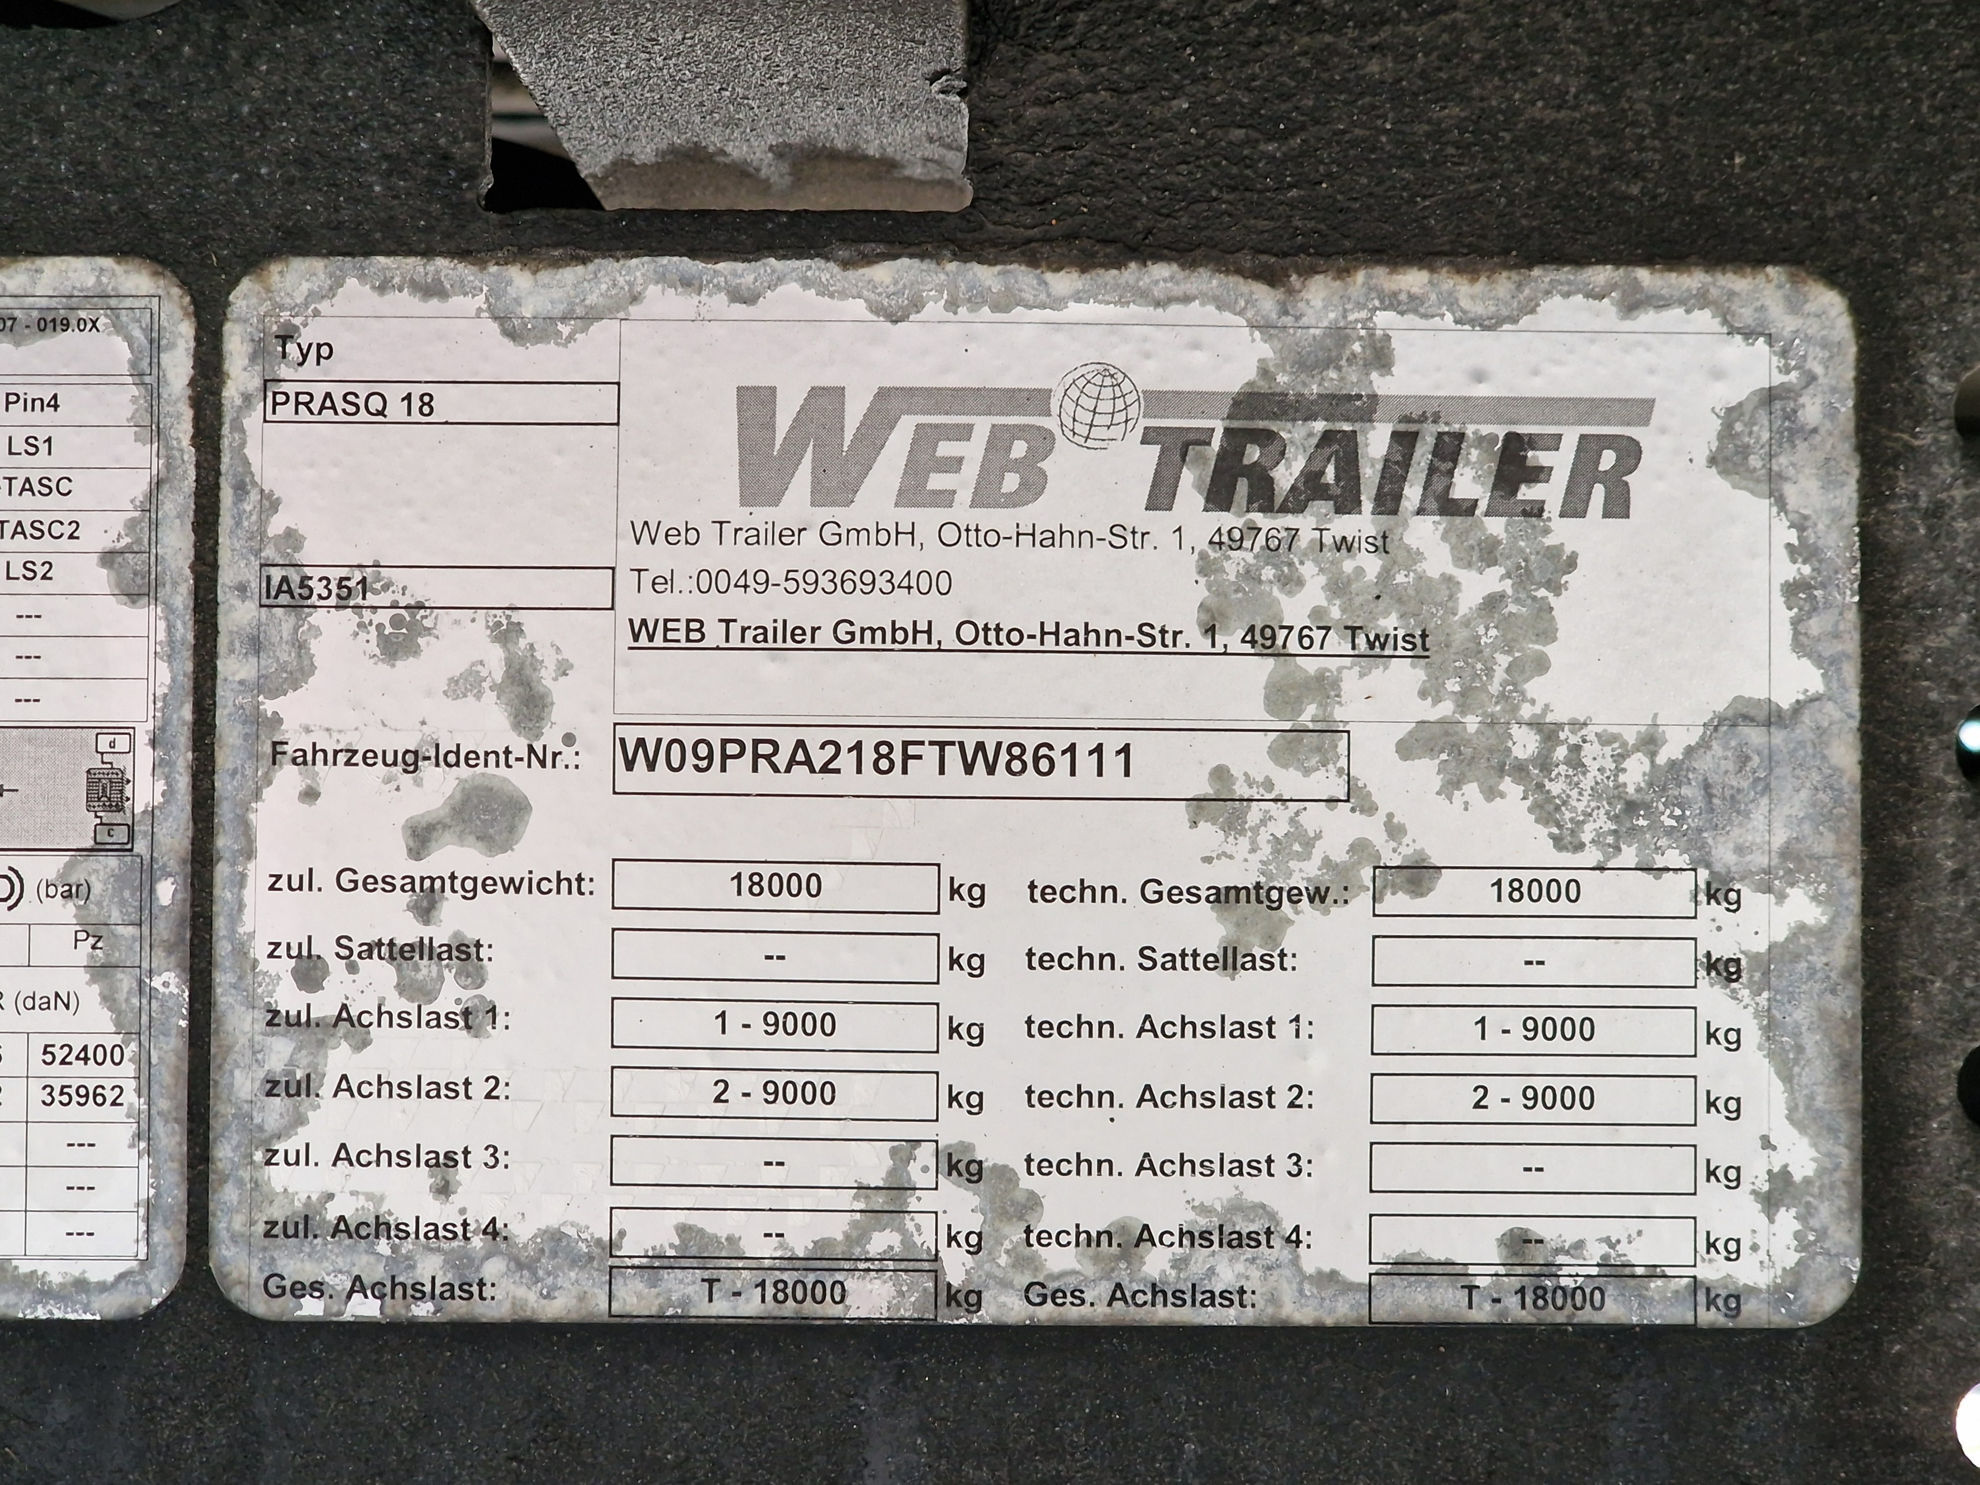 07 - 019.0X
Pin4
LS1
-TASC
TASC2
LS2
---
---
---
d
c
(bar)
Pz
R (daN)
52400
35962
---
---
---
Typ
PRASQ 18
IA5351
WEB TRAILER
Web Trailer GmbH, Otto-Hahn-Str. 1, 49767 Twist
Tel.:0049-593693400
WEB Trailer GmbH, Otto-Hahn-Str. 1, 49767 Twist
Fahrzeug-Ident-Nr.: W09PRA218FTW86111
zul. Gesamtgewicht: 18000 kg techn. Gesamtgew.: 18000 kg
zul. Sattellast: -- kg techn. Sattellast: -- kg
zul. Achslast 1: 1 - 9000 kg techn. Achslast 1: 1 - 9000 kg
zul. Achslast 2: 2 - 9000 kg techn. Achslast 2: 2 - 9000 kg
zul. Achslast 3: -- kg techn. Achslast 3: -- kg
zul. Achslast 4: -- kg techn. Achslast 4: -- kg
Ges. Achslast: T - 18000 kg Ges. Achslast: T - 18000 kg